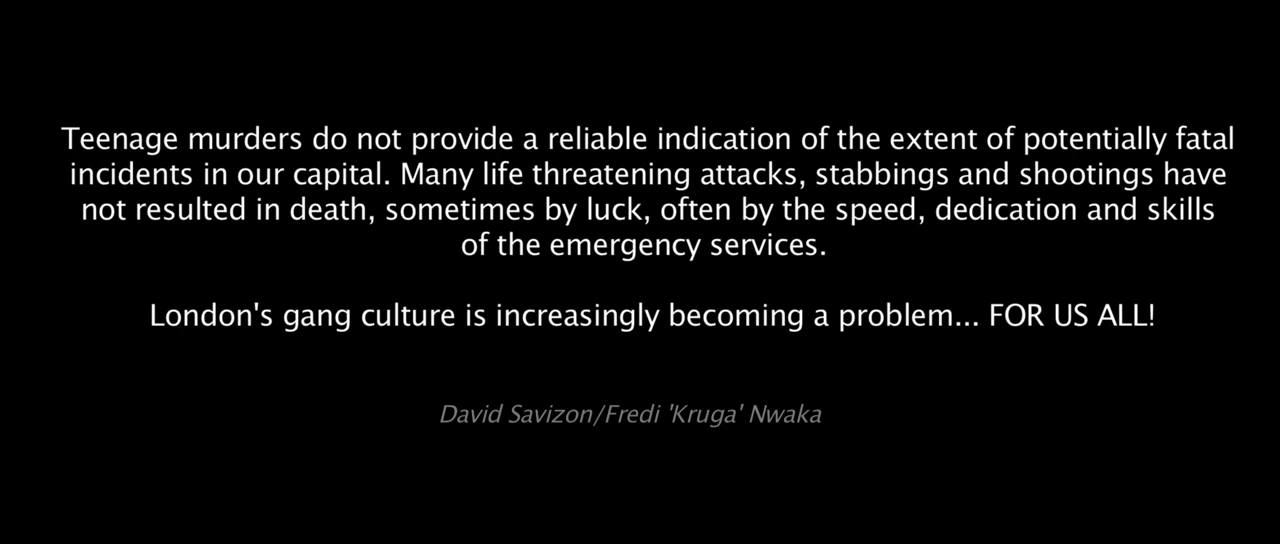 Teenage murders do not provide a reliable indication of the extent of potentially fatal
incidents in our capital. Many life threatening attacks, stabbings and shootings have
not resulted in death, sometimes by luck, often by the speed, dedication and skills
of the emergency services.
London's gang culture is increasingly becoming a problem... FOR US ALL!
David Savizon/Fredi 'Kruga' Nwaka